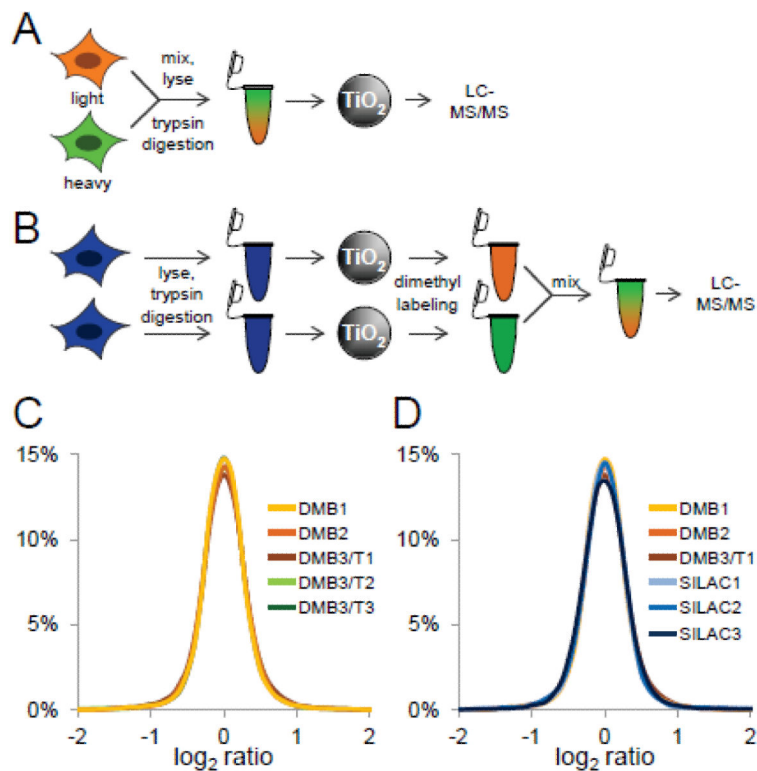 A
light
heavy
mix,
lyse
trypsin
digestion
TiO2
LC-
MS/MS
B
lyse,
trypsin
digestion
TiO2
TiO2
dimethyl
labeling
mix
LC-
MS/MS
C
15%
10%
5%
0%
-2
-1
0
1
2
log2 ratio
DMB1
DMB2
DMB3/T1
DMB3/T2
DMB3/T3
D
15%
10%
5%
0%
-2
-1
0
1
2
log2 ratio
DMB1
DMB2
DMB3/T1
SILAC1
SILAC2
SILAC3